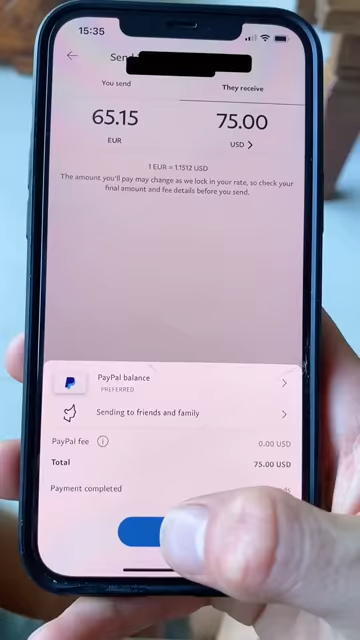 15:35
You send
They receive
65.15
75.00
EUR
USD
1 EUR = 1.1512 USD
The amount you'll pay may change as we lock in your rate, so check your
final amount and fee details before you send.
PayPal balance
PREFERRED
Sending to friends and family
PayPal fee
0.00 USD
Total
75.00 USD
Payment completed